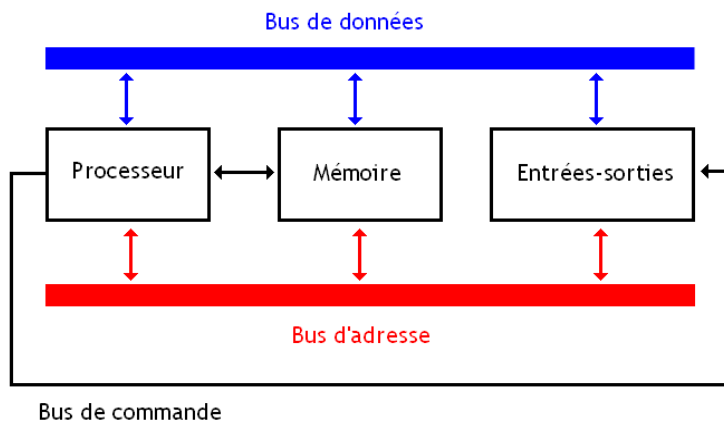 Bus de données
Processeur
Mémoire
Entrées-sorties
Bus d'adresse
Bus de commande